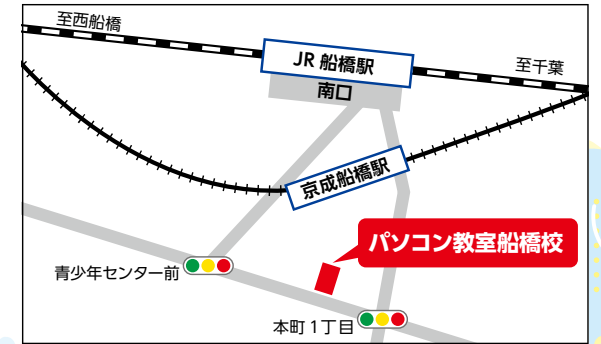 至西船橋
JR 船橋駅
至千葉
南口
京成船橋駅
パソコン教室船橋校
青少年センター前
本町1丁目